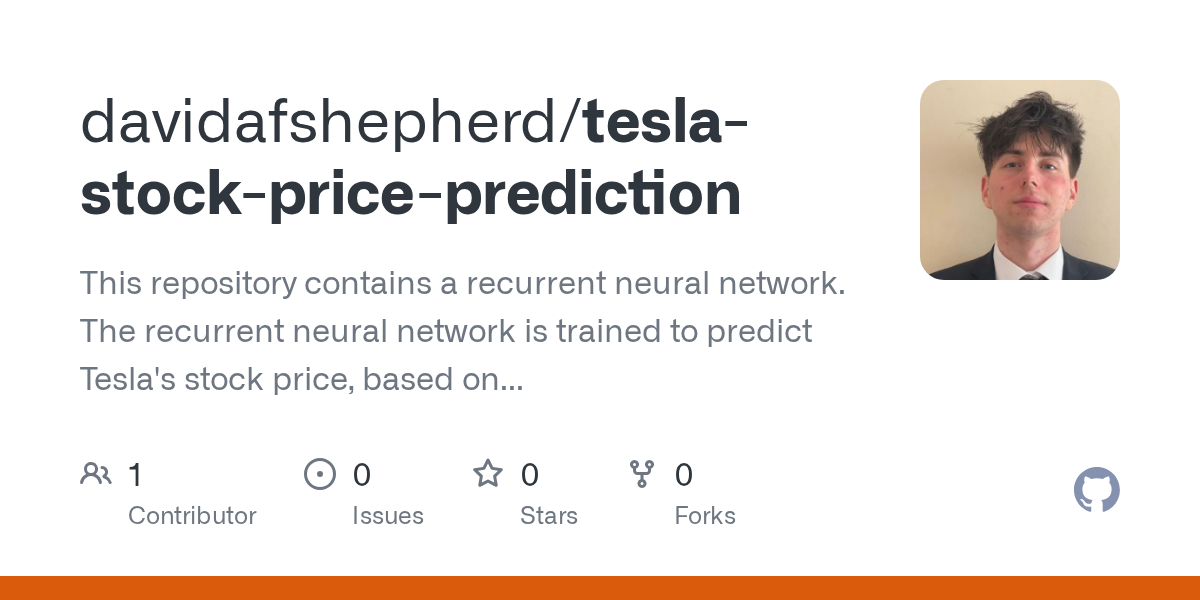 davidafshepherd/tesla-
stock-price-prediction
This repository contains a recurrent neural network.
The recurrent neural network is trained to predict
Tesla's stock price, based on...
1 0 0 0
Contributor Issues Stars Forks